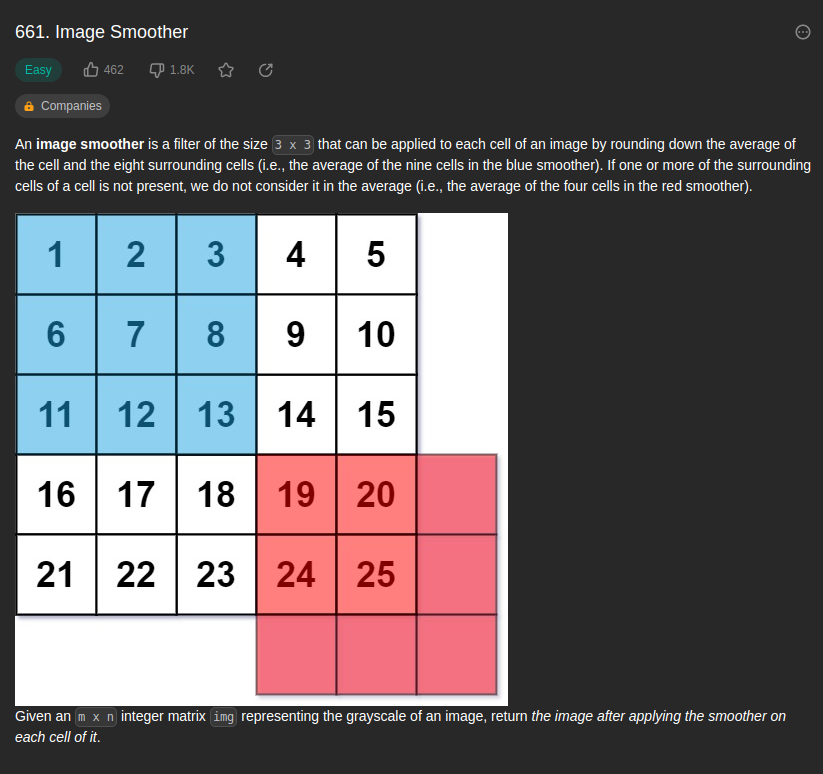 661. Image Smoother
Easy 462 1.8K
Companies
An image smoother is a filter of the size 3 x 3 that can be applied to each cell of an image by rounding down the average of
the cell and the eight surrounding cells (i.e., the average of the nine cells in the blue smoother). If one or more of the surrounding
cells of a cell is not present, we do not consider it in the average (i.e., the average of the four cells in the red smoother).
1 2 3 4 5
6 7 8 9 10
11 12 13 14 15
16 17 18 19 20
21 22 23 24 25
Given an m x n integer matrix img representing the grayscale of an image, return the image after applying the smoother on
each cell of it.